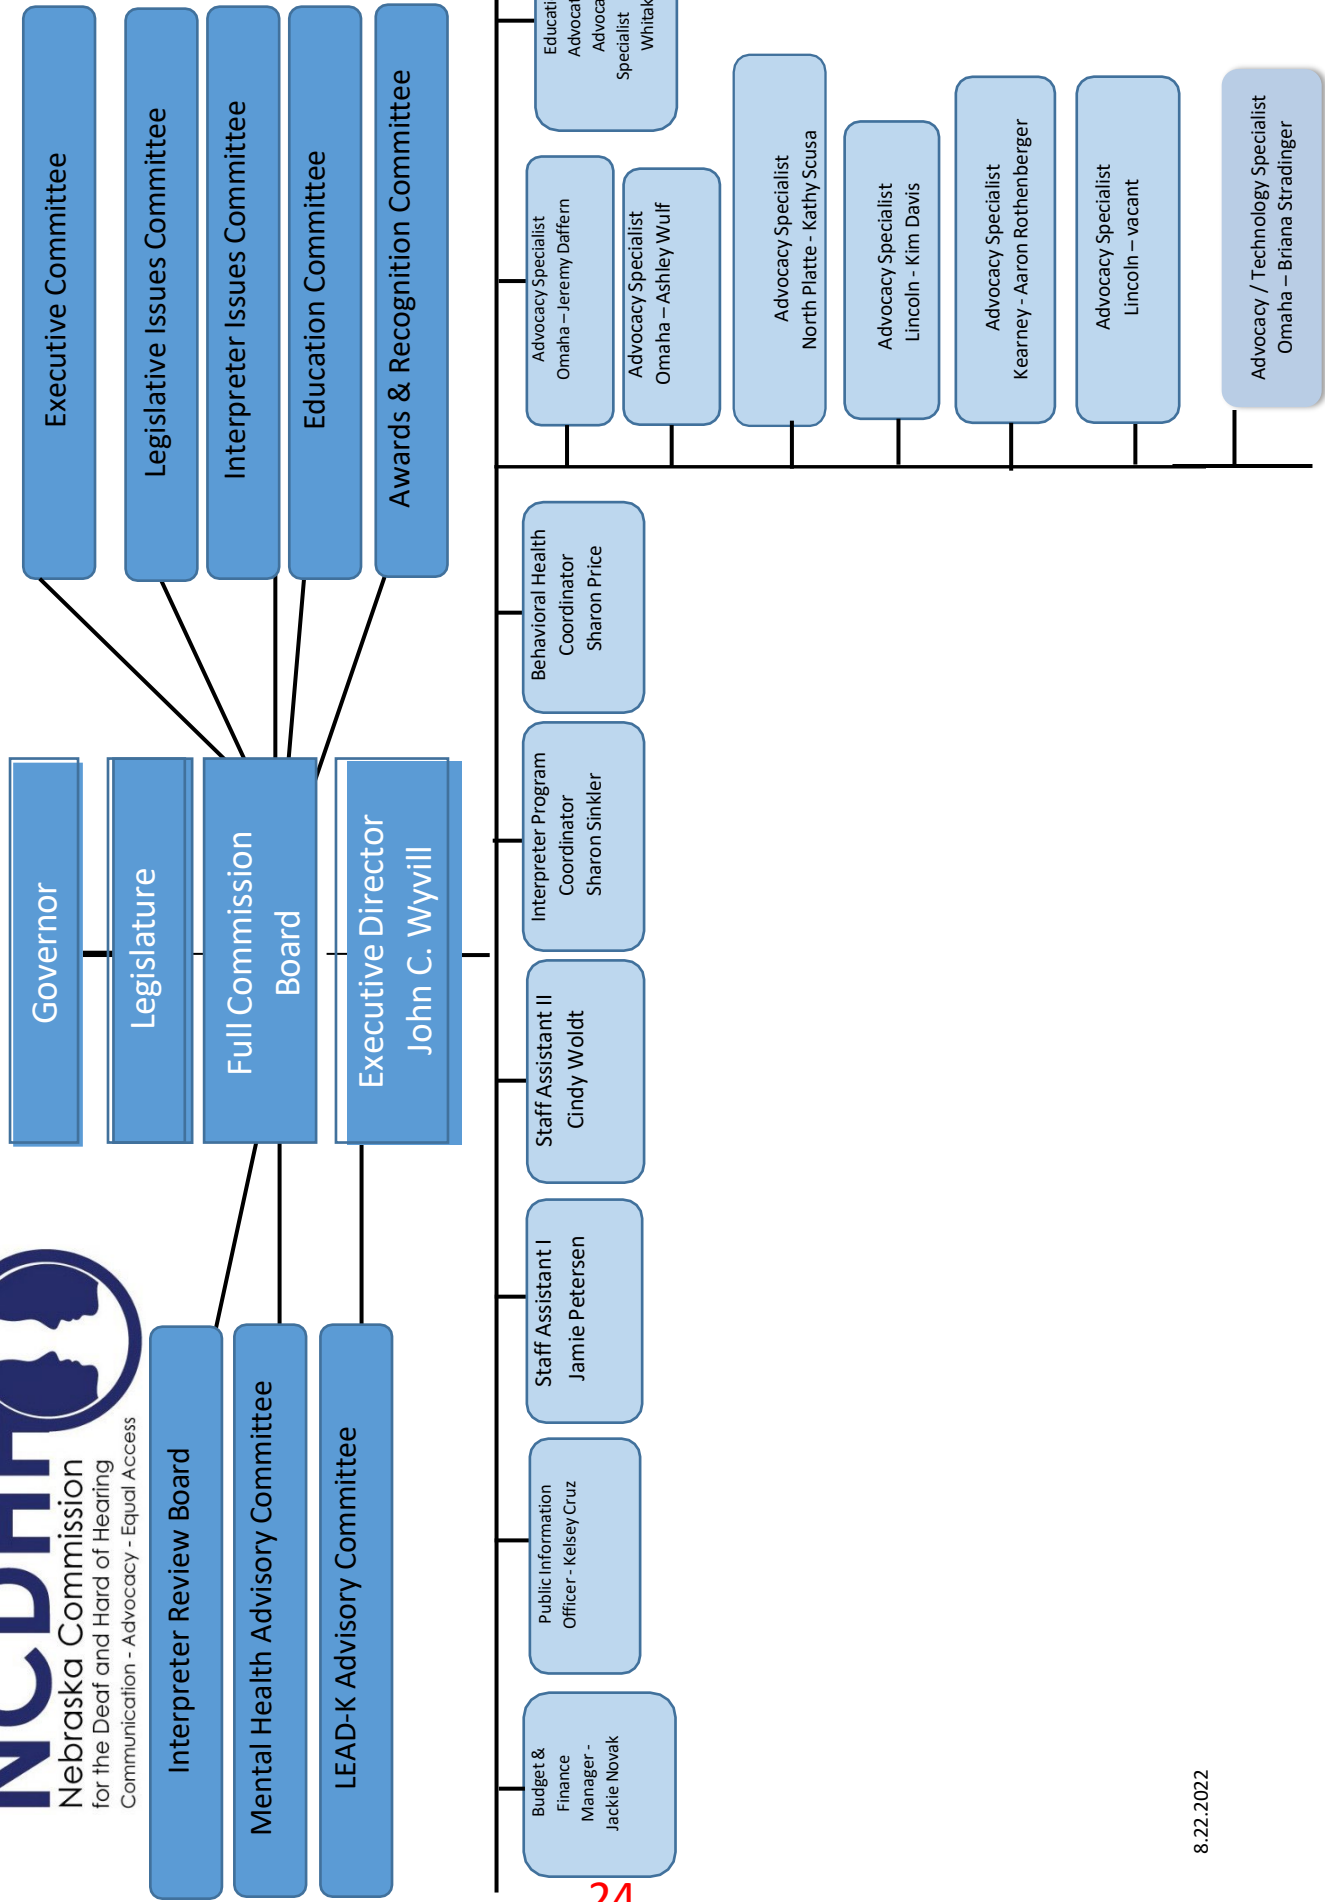 NCDHH
Nebraska Commission
for the Deaf and Hard of Hearing
Communication - Advocacy - Equal Access
Governor
Legislature
Full Commission
Board
Executive Director
John C. Wyvill
Interpreter Review Board
Mental Health Advisory Committee
LEAD-K Advisory Committee
Executive Committee
Legislative Issues Committee
Interpreter Issues Committee
Education Committee
Awards & Recognition Committee
Budget &
Finance
Manager -
Jackie Novak
Public Information
Officer - Kelsey Cruz
Staff Assistant I
Jamie Petersen
Staff Assistant II
Cindy Woldt
Interpreter Program
Coordinator
Sharon Sinkler
Behavioral Health
Coordinator
Sharon Price
Advocacy Specialist
Omaha – Jeremy Daffern
Advocacy Specialist
Omaha – Ashley Wulf
Advocacy Specialist
North Platte - Kathy Scusa
Advocacy Specialist
Lincoln - Kim Davis
Advocacy Specialist
Kearney - Aaron Rothenberger
Advocacy Specialist
Lincoln – vacant
Advocacy / Technology Specialist
Omaha – Briana Stradinger
Specialist
8.22.2022
24